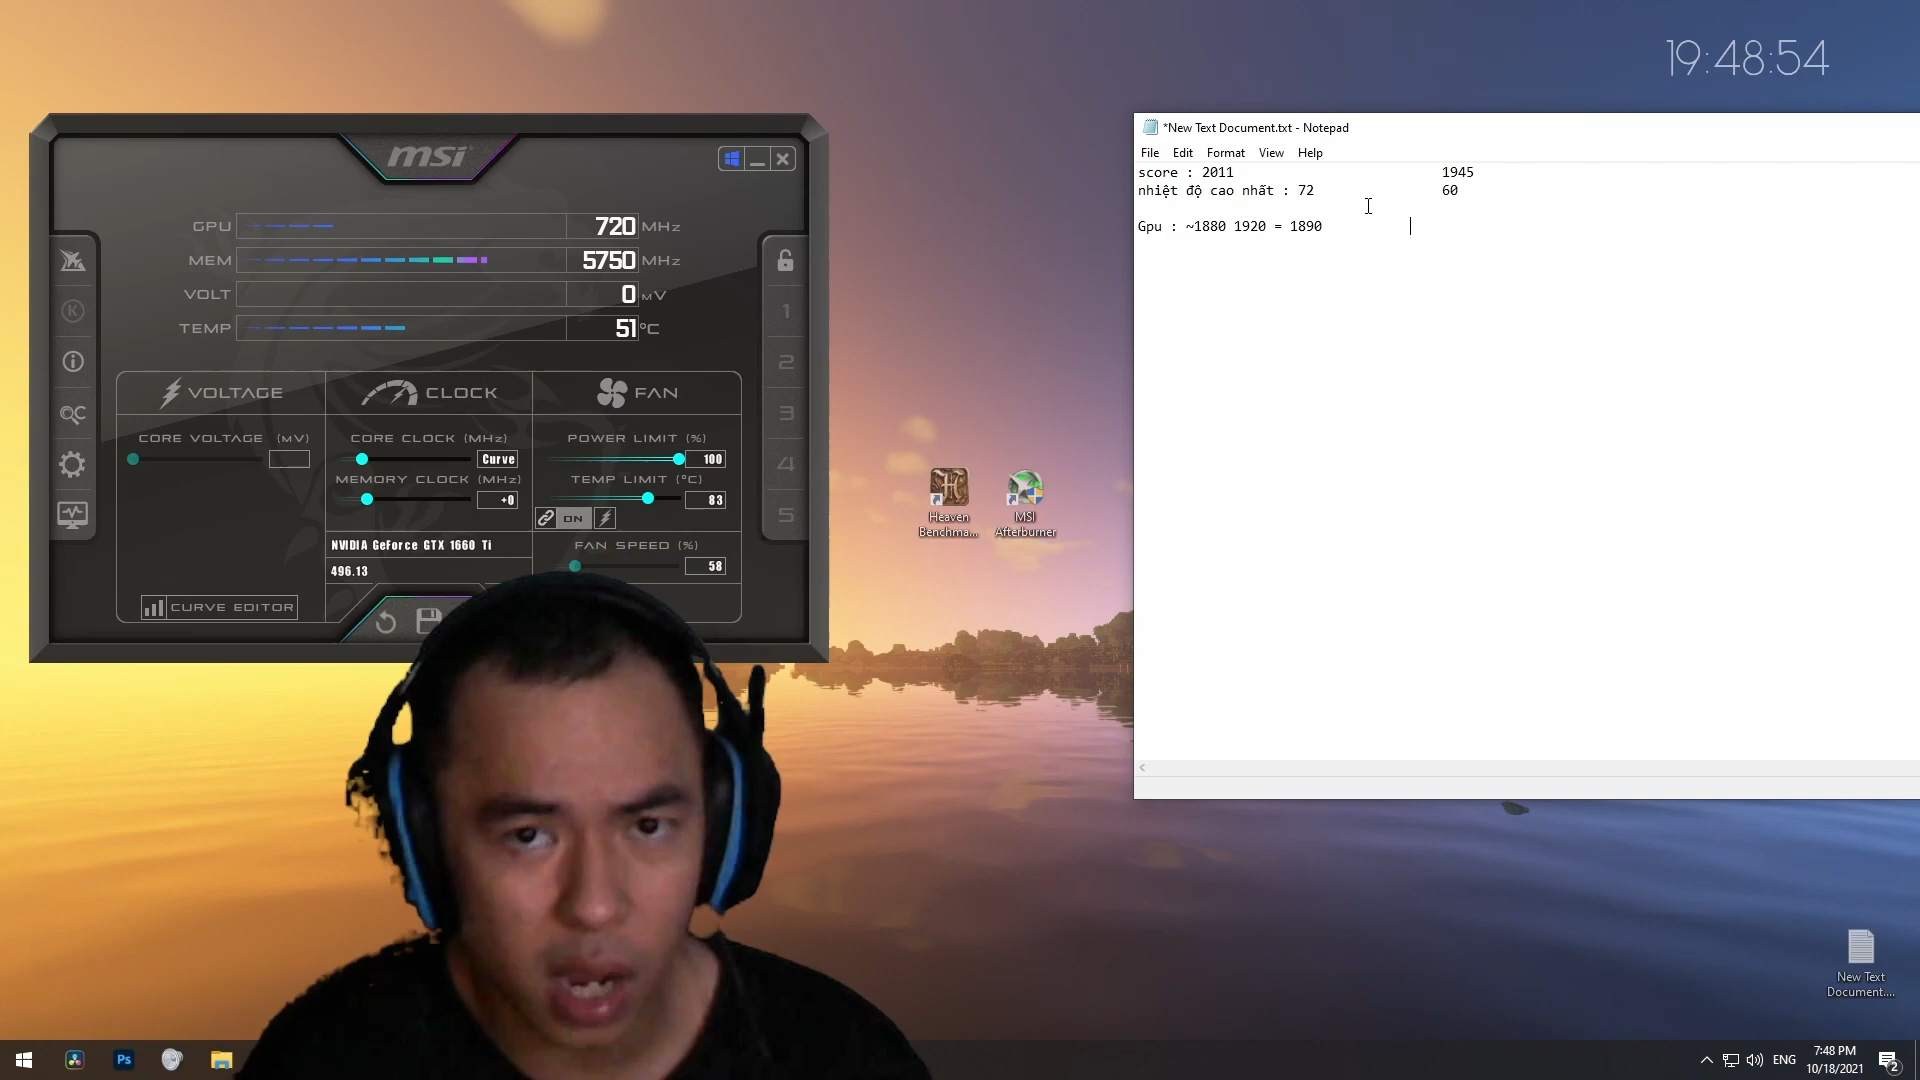 19:48:54
msi
GPU 720 MHz
MEM 5750 MHz
VOLT 0 MV
TEMP 51 °C
K
1
2
3
4
5
VOLTAGE
CLOCK
FAN
CORE VOLTAGE (MV)
CORE CLOCK (MHz)
Curve
MEMORY CLOCK (MHz)
+0
POWER LIMIT (%)
100
TEMP LIMIT (°C)
83
ON
NVIDIA GeForce GTX 1660 Ti
496.13
FAN SPEED (%)
58
CURVE EDITOR
Heaven
Benchma...
MSI
Afterburner
*New Text Document.txt - Notepad
File Edit Format View Help
score : 2011 1945
nhiệt độ cao nhất : 72 60
Gpu : ~1880 1920 = 1890
New Text
Document....
Ps
ENG
7:48 PM
10/18/2021
2